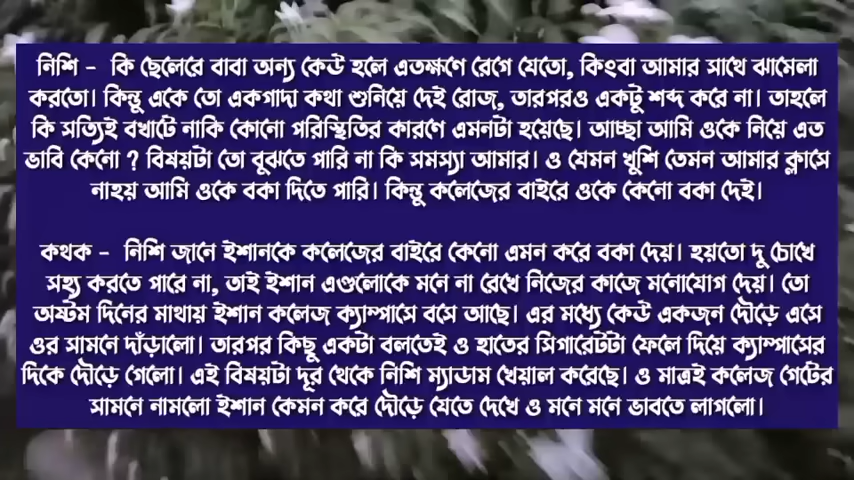 নিশি - কি ছেলেরে বাবা অন্য কেউ হলে এতক্ষণে রেগে যেতো, কিংবা আমার সাথে ঝামেলা
করতো। কিন্তু একে তো একগাদা কথা শুনিয়ে দেই রোজ, তারপরও একটু শব্দ করে না। তাহলে
কি সত্যিই বখাটে নাকি কোনো পরিস্থিতির কারণে এমনটা হয়েছে। আচ্ছা আমি ওকে নিয়ে এত
ভাবি কেনো ? বিষয়টা তো বুঝতে পারি না কি সমস্যা আমার। ও যেমন খুশি তেমন আমার ক্লাসে
নাহয় আমি ওকে বকা দিতে পারি। কিন্তু কলেজের বাইরে ওকে কেনো বকা দেই।
কথক - নিশি জানে ইশানকে কলেজের বাইরে কেনো এমন করে বকা দেয়। হয়তো দু চোখে
সহ্য করতে পারে না, তাই ইশান এগুলোকে মনে না রেখে নিজের কাজে মনোযোগ দেয়। তো
অষ্টম দিনের মাথায় ইশান কলেজ ক্যাম্পাসে বসে আছে। এর মধ্যে কেউ একজন দৌড়ে এসে
ওর সামনে দাঁড়ালো। তারপর কিছু একটা বলতেই ও হাতের সিগারেটটা ফেলে দিয়ে ক্যাম্পাসের
দিকে দৌড়ে গেলো। এই বিষয়টা দূর থেকে নিশি ম্যাডাম খেয়াল করেছে। ও মাত্রই কলেজ গেটের
সামনে নামলো ইশান কেমন করে দৌড়ে যেতে দেখে ও মনে মনে ভাবতে লাগলো।